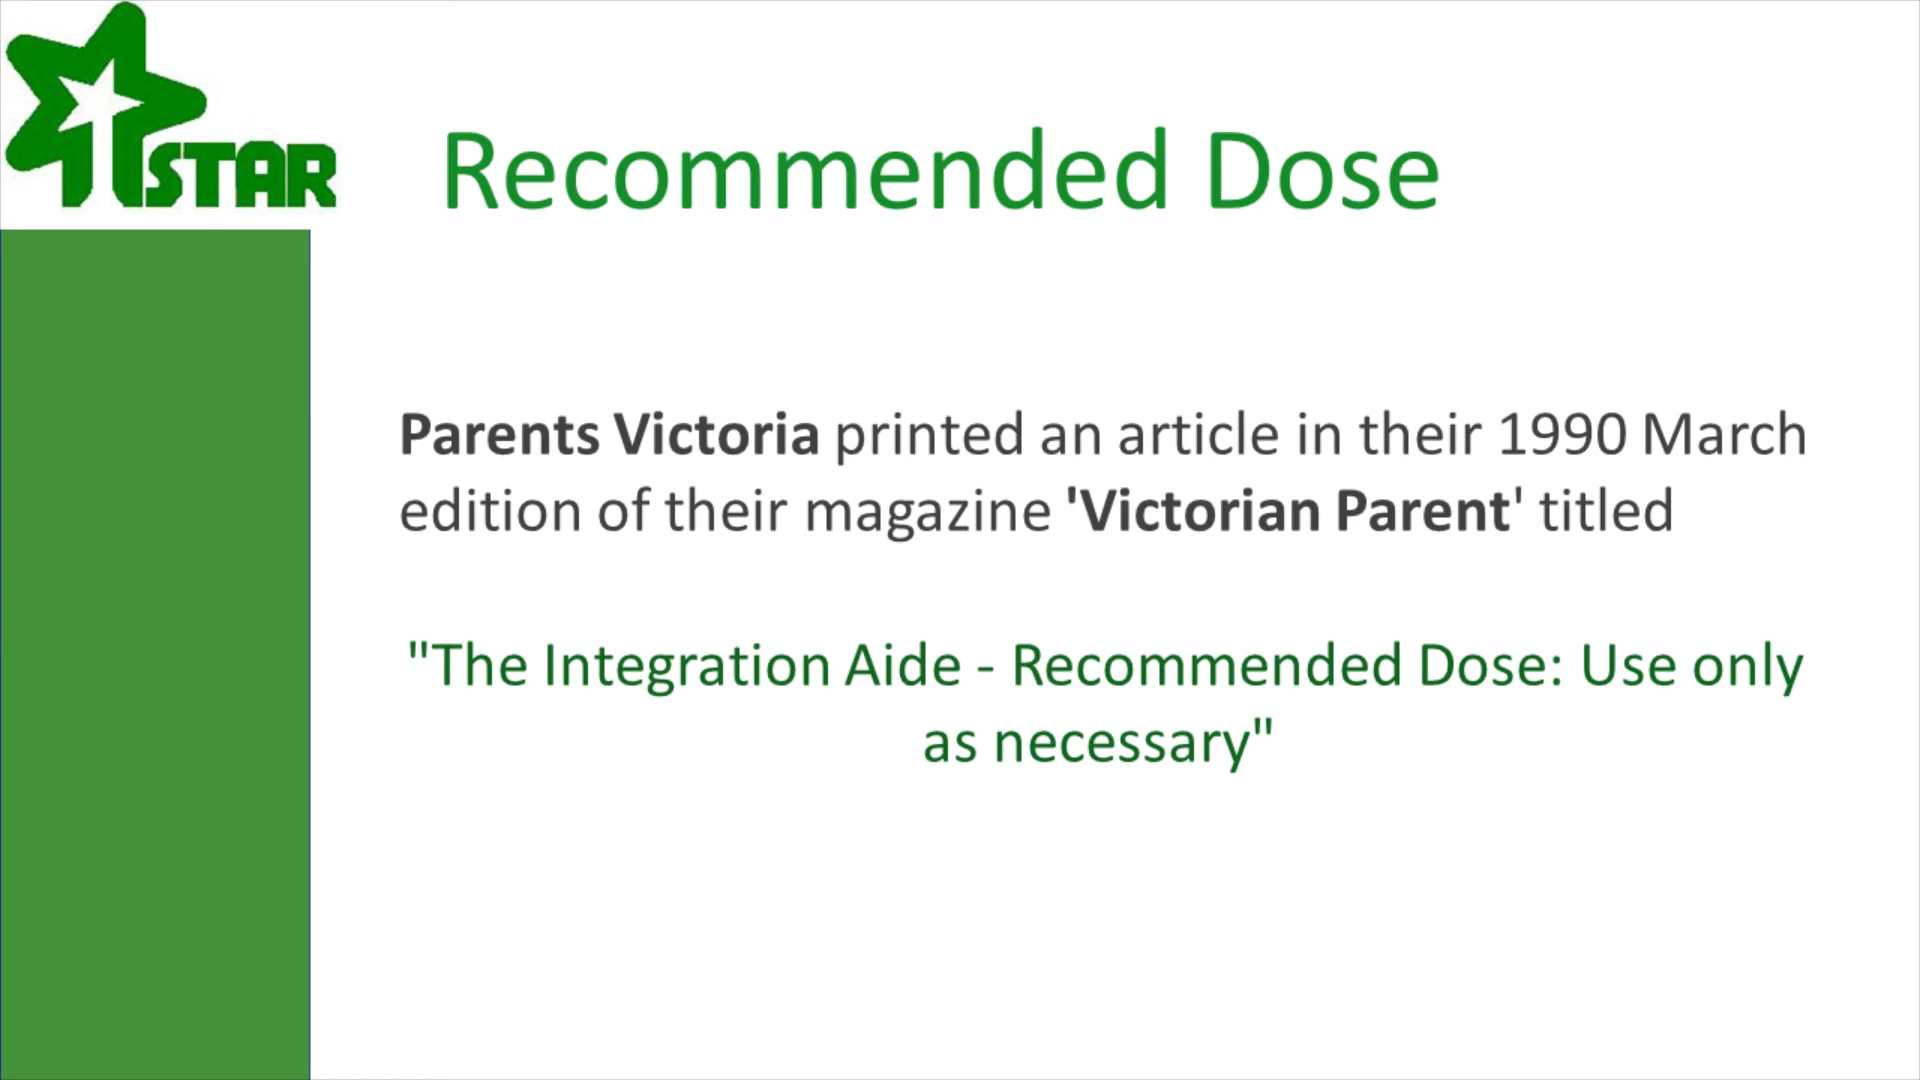 STAR
Recommended Dose
Parents Victoria printed an article in their 1990 March
edition of their magazine 'Victorian Parent' titled
"The Integration Aide - Recommended Dose: Use only
as necessary"